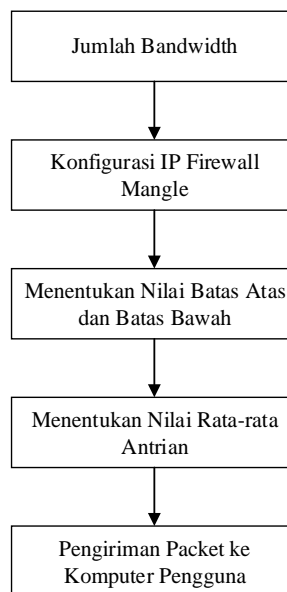 Jumlah Bandwidth
Konfigurasi IP Firewall
Mangle
Menentukan Nilai Batas Atas
dan Batas Bawah
Menentukan Nilai Rata-rata
Antrian
Pengiriman Packet ke
Komputer Pengguna